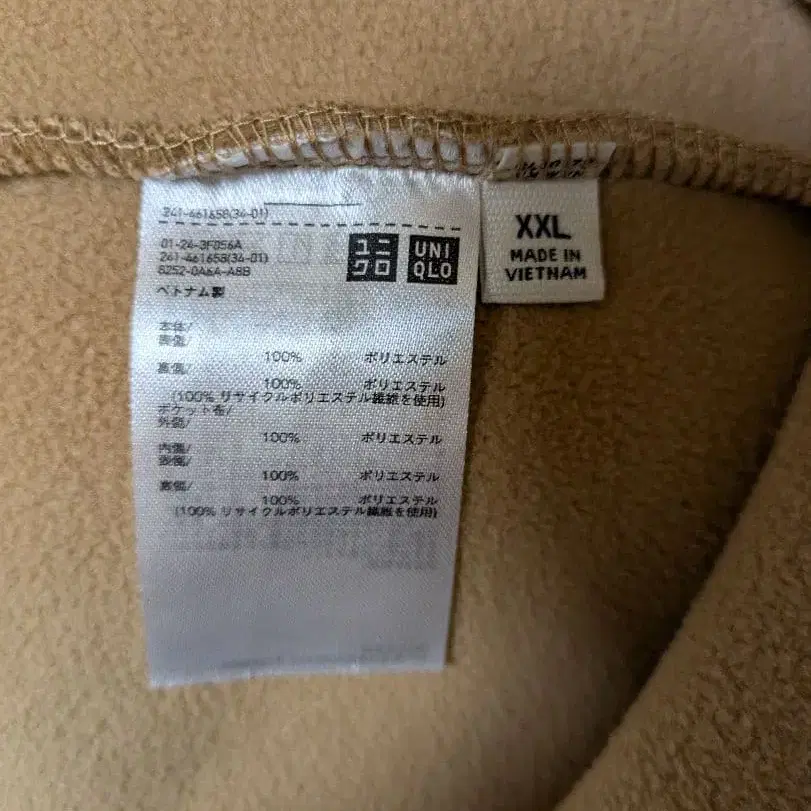 241-461658(34-01)
01-24-3F056A
241-461658(34-01)
8252-0A6A-A8B
ベトナム製
ユニ
クロ
UNI
QLO
XXL
MADE IN
VIETNAM
本体/
表側/
100% ポリエステル
裏側/
100% ポリエステル
(100% リサイクルポリエステル繊維を使用)
ポケット布/
外側/
100% ポリエステル
内側/
表側/
100% ポリエステル
裏側/
100% ポリエステル
(100% リサイクルポリエステル繊維を使用)